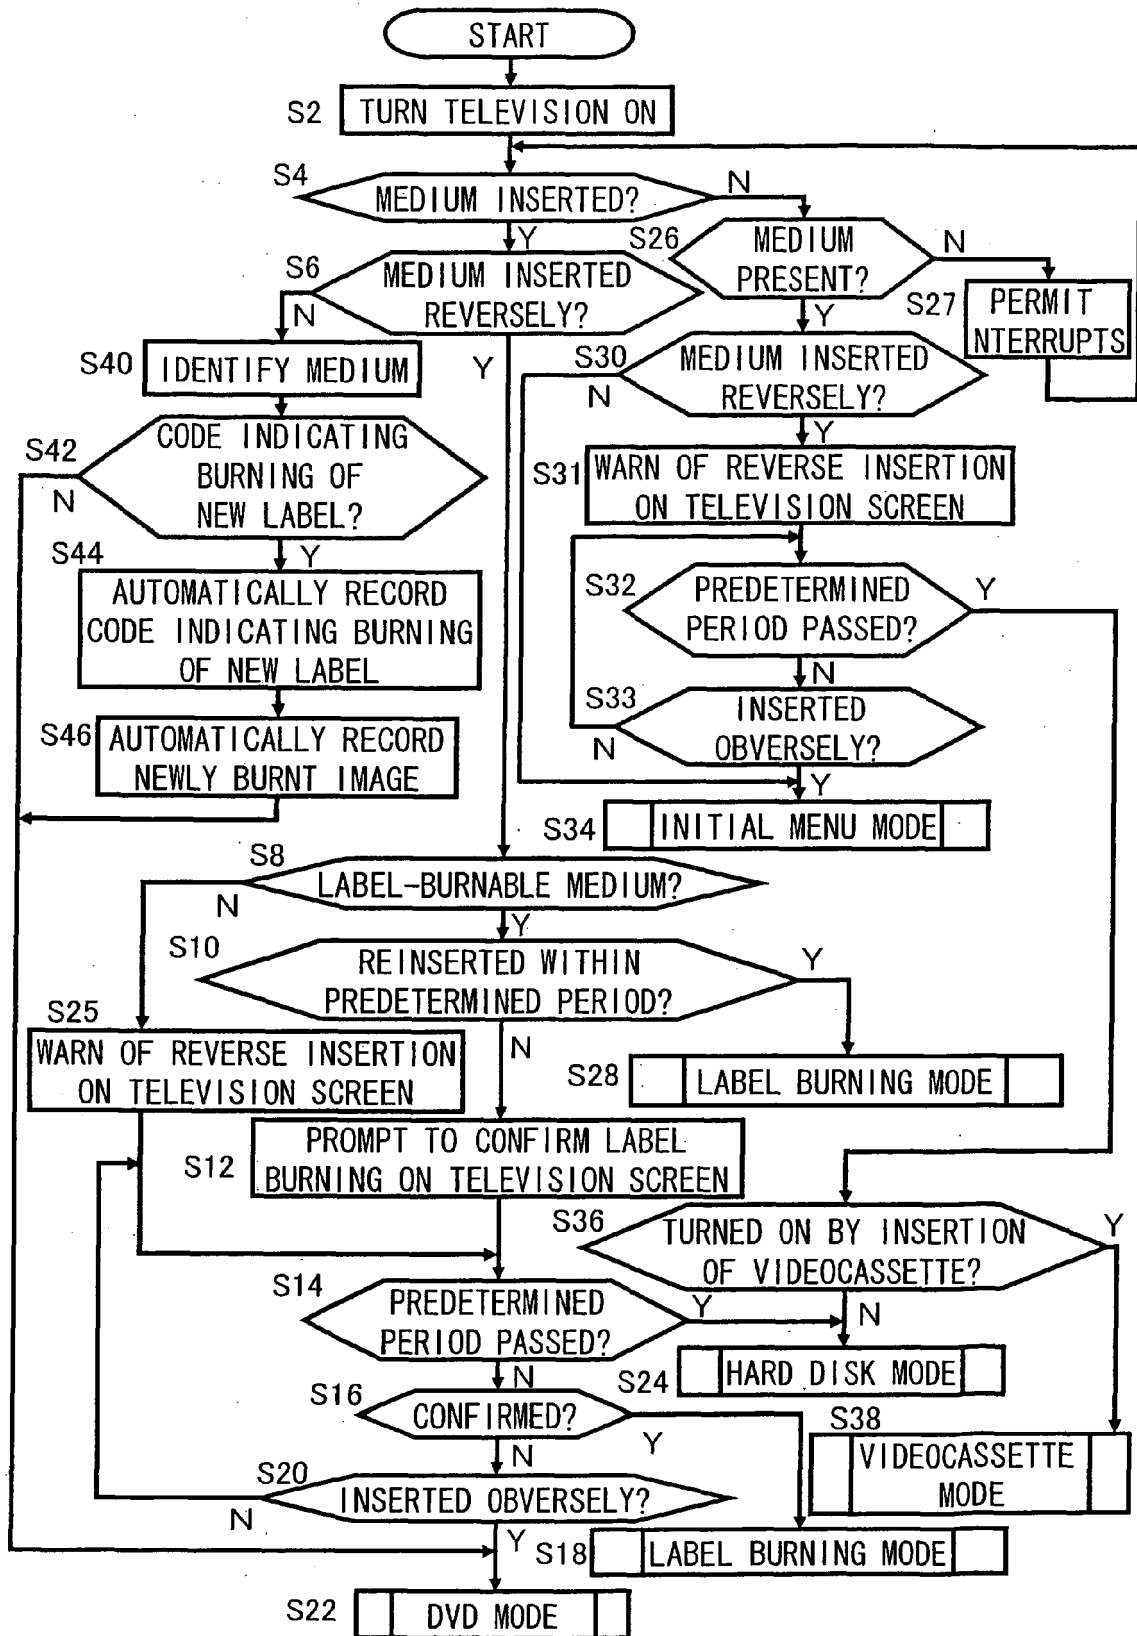 START
S2
TURN TELEVISION ON
S4
MEDIUM INSERTED?
N
Y
S26
MEDIUM
PRESENT?
N
Y
S27
PERMIT
NTERRUPTS
S6
MEDIUM INSERTED
REVERSELY?
N
Y
S30
MEDIUM INSERTED
REVERSELY?
N
Y
S40
IDENTIFY MEDIUM
S42
CODE INDICATING
BURNING OF
NEW LABEL?
N
Y
S31
WARN OF REVERSE INSERTION
ON TELEVISION SCREEN
S44
AUTOMATICALLY RECORD
CODE INDICATING BURNING
OF NEW LABEL
S32
PREDETERMINED
PERIOD PASSED?
Y
N
S33
INSERTED
OBVERSELY?
N
Y
S46
AUTOMATICALLY RECORD
NEWLY BURNT IMAGE
S34
INITIAL MENU MODE
S8
LABEL-BURNABLE MEDIUM?
N
Y
S10
REINSERTED WITHIN
PREDETERMINED PERIOD?
Y
N
S25
WARN OF REVERSE INSERTION
ON TELEVISION SCREEN
S28
LABEL BURNING MODE
S12
PROMPT TO CONFIRM LABEL
BURNING ON TELEVISION SCREEN
S36
TURNED ON BY INSERTION
OF VIDEOCASSETTE?
Y
N
S14
PREDETERMINED
PERIOD PASSED?
Y
N
S24
HARD DISK MODE
S16
CONFIRMED?
Y
N
S38
VIDEOCASSETTE
MODE
S20
INSERTED OBVERSELY?
N
Y
S18
LABEL BURNING MODE
S22
DVD MODE